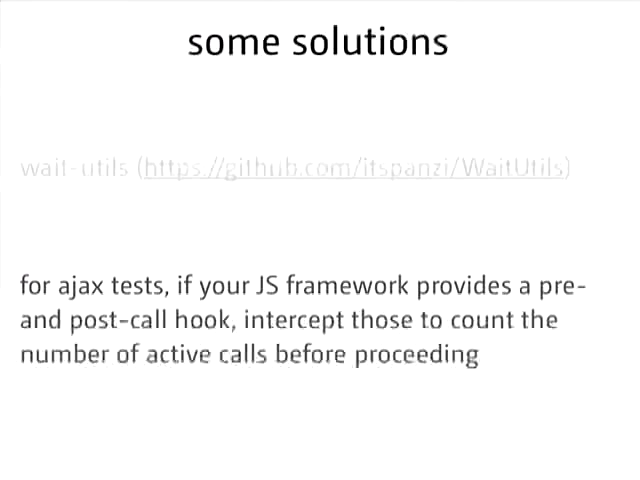 some solutions
wait-utils (https://github.com/itspanzi/WaitUtils)
for ajax tests, if your JS framework provides a pre-
and post-call hook, intercept those to count the
number of active calls before proceeding